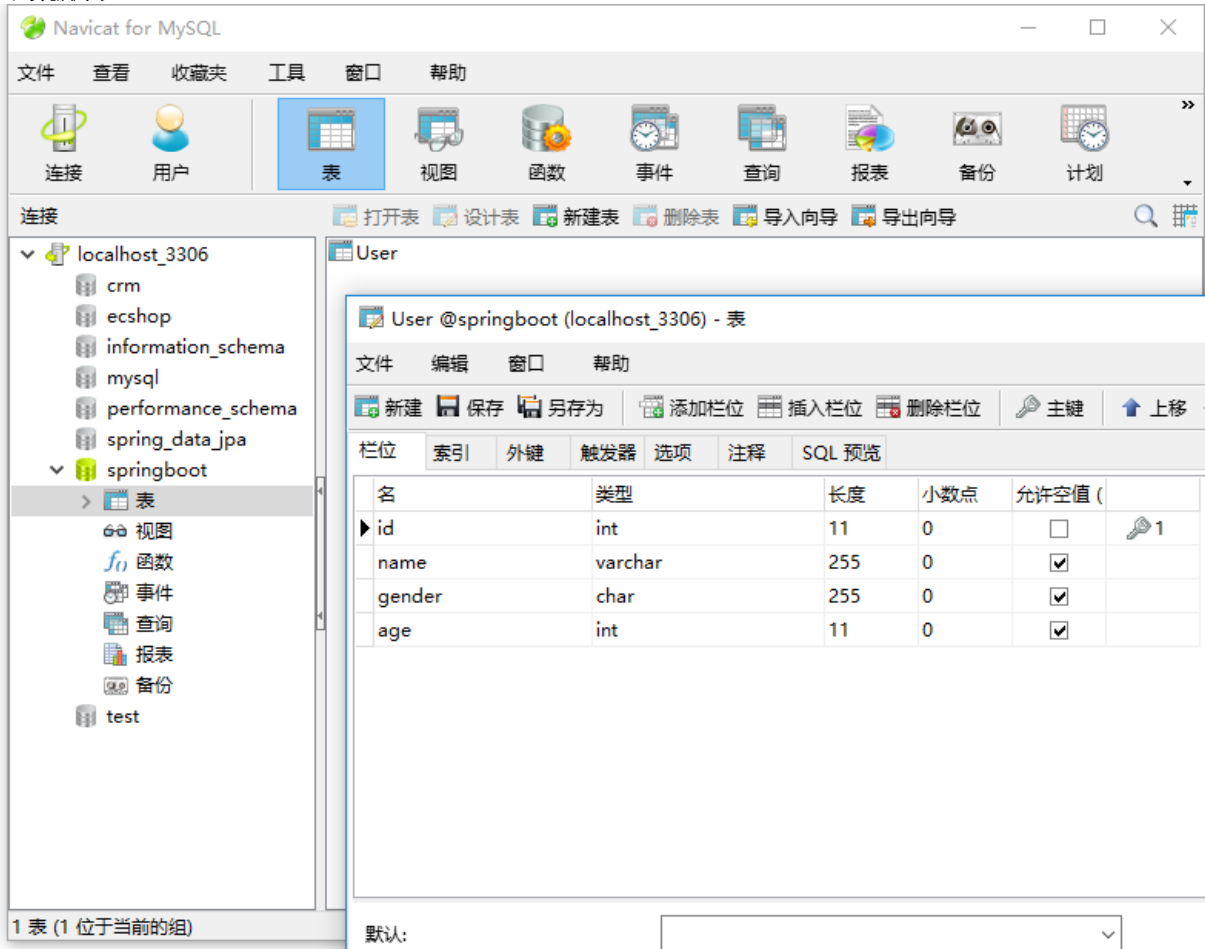 Navicat for MySQL
文件 查看 收藏夹 工具 窗口 帮助
连接 用户 表 视图 函数 事件 查询 报表 备份 计划
连接 打开表 设计表 新建表 删除表 导入向导 导出向导
localhost_3306
crm
ecshop
information_schema
mysql
performance_schema
spring_data_jpa
springboot
表
视图
函数
事件
查询
报表
备份
test
User
User @springboot (localhost_3306) - 表
文件 编辑 窗口 帮助
新建 保存 另存为 添加栏位 插入栏位 删除栏位 主键 上移
栏位 索引 外键 触发器 选项 注释 SQL 预览
名 类型 长度 小数点 允许空值 (
id int 11 0 1
name varchar 255 0
gender char 255 0
age int 11 0
默认:
1 表 (1 位于当前的组)